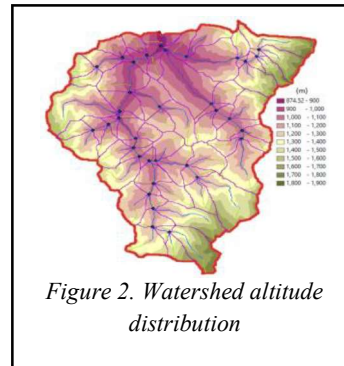 (m)
874.52 - 900
900 - 1,000
1,000 - 1,100
1,100 - 1,200
1,200 - 1,300
1,300 - 1,400
1,400 - 1,500
1,500 - 1,600
1,600 - 1,700
1,700 - 1,800
1,800 - 1,900
Figure 2. Watershed altitude
distribution